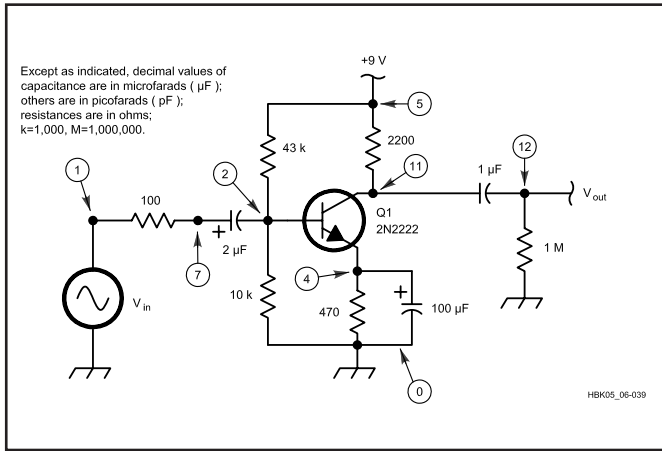 Except as indicated, decimal values of
capacitance are in microfarads ( µF );
others are in picofarads ( pF );
resistances are in ohms;
k=1,000, M=1,000,000.
+9 V
5
43 k
2200
11
12
1
2
1 µF
100
Q1
2N2222
V out
+
2 µF
7
4
1 M
V in
10 k
470
+
100 µF
0
HBK05_06-039